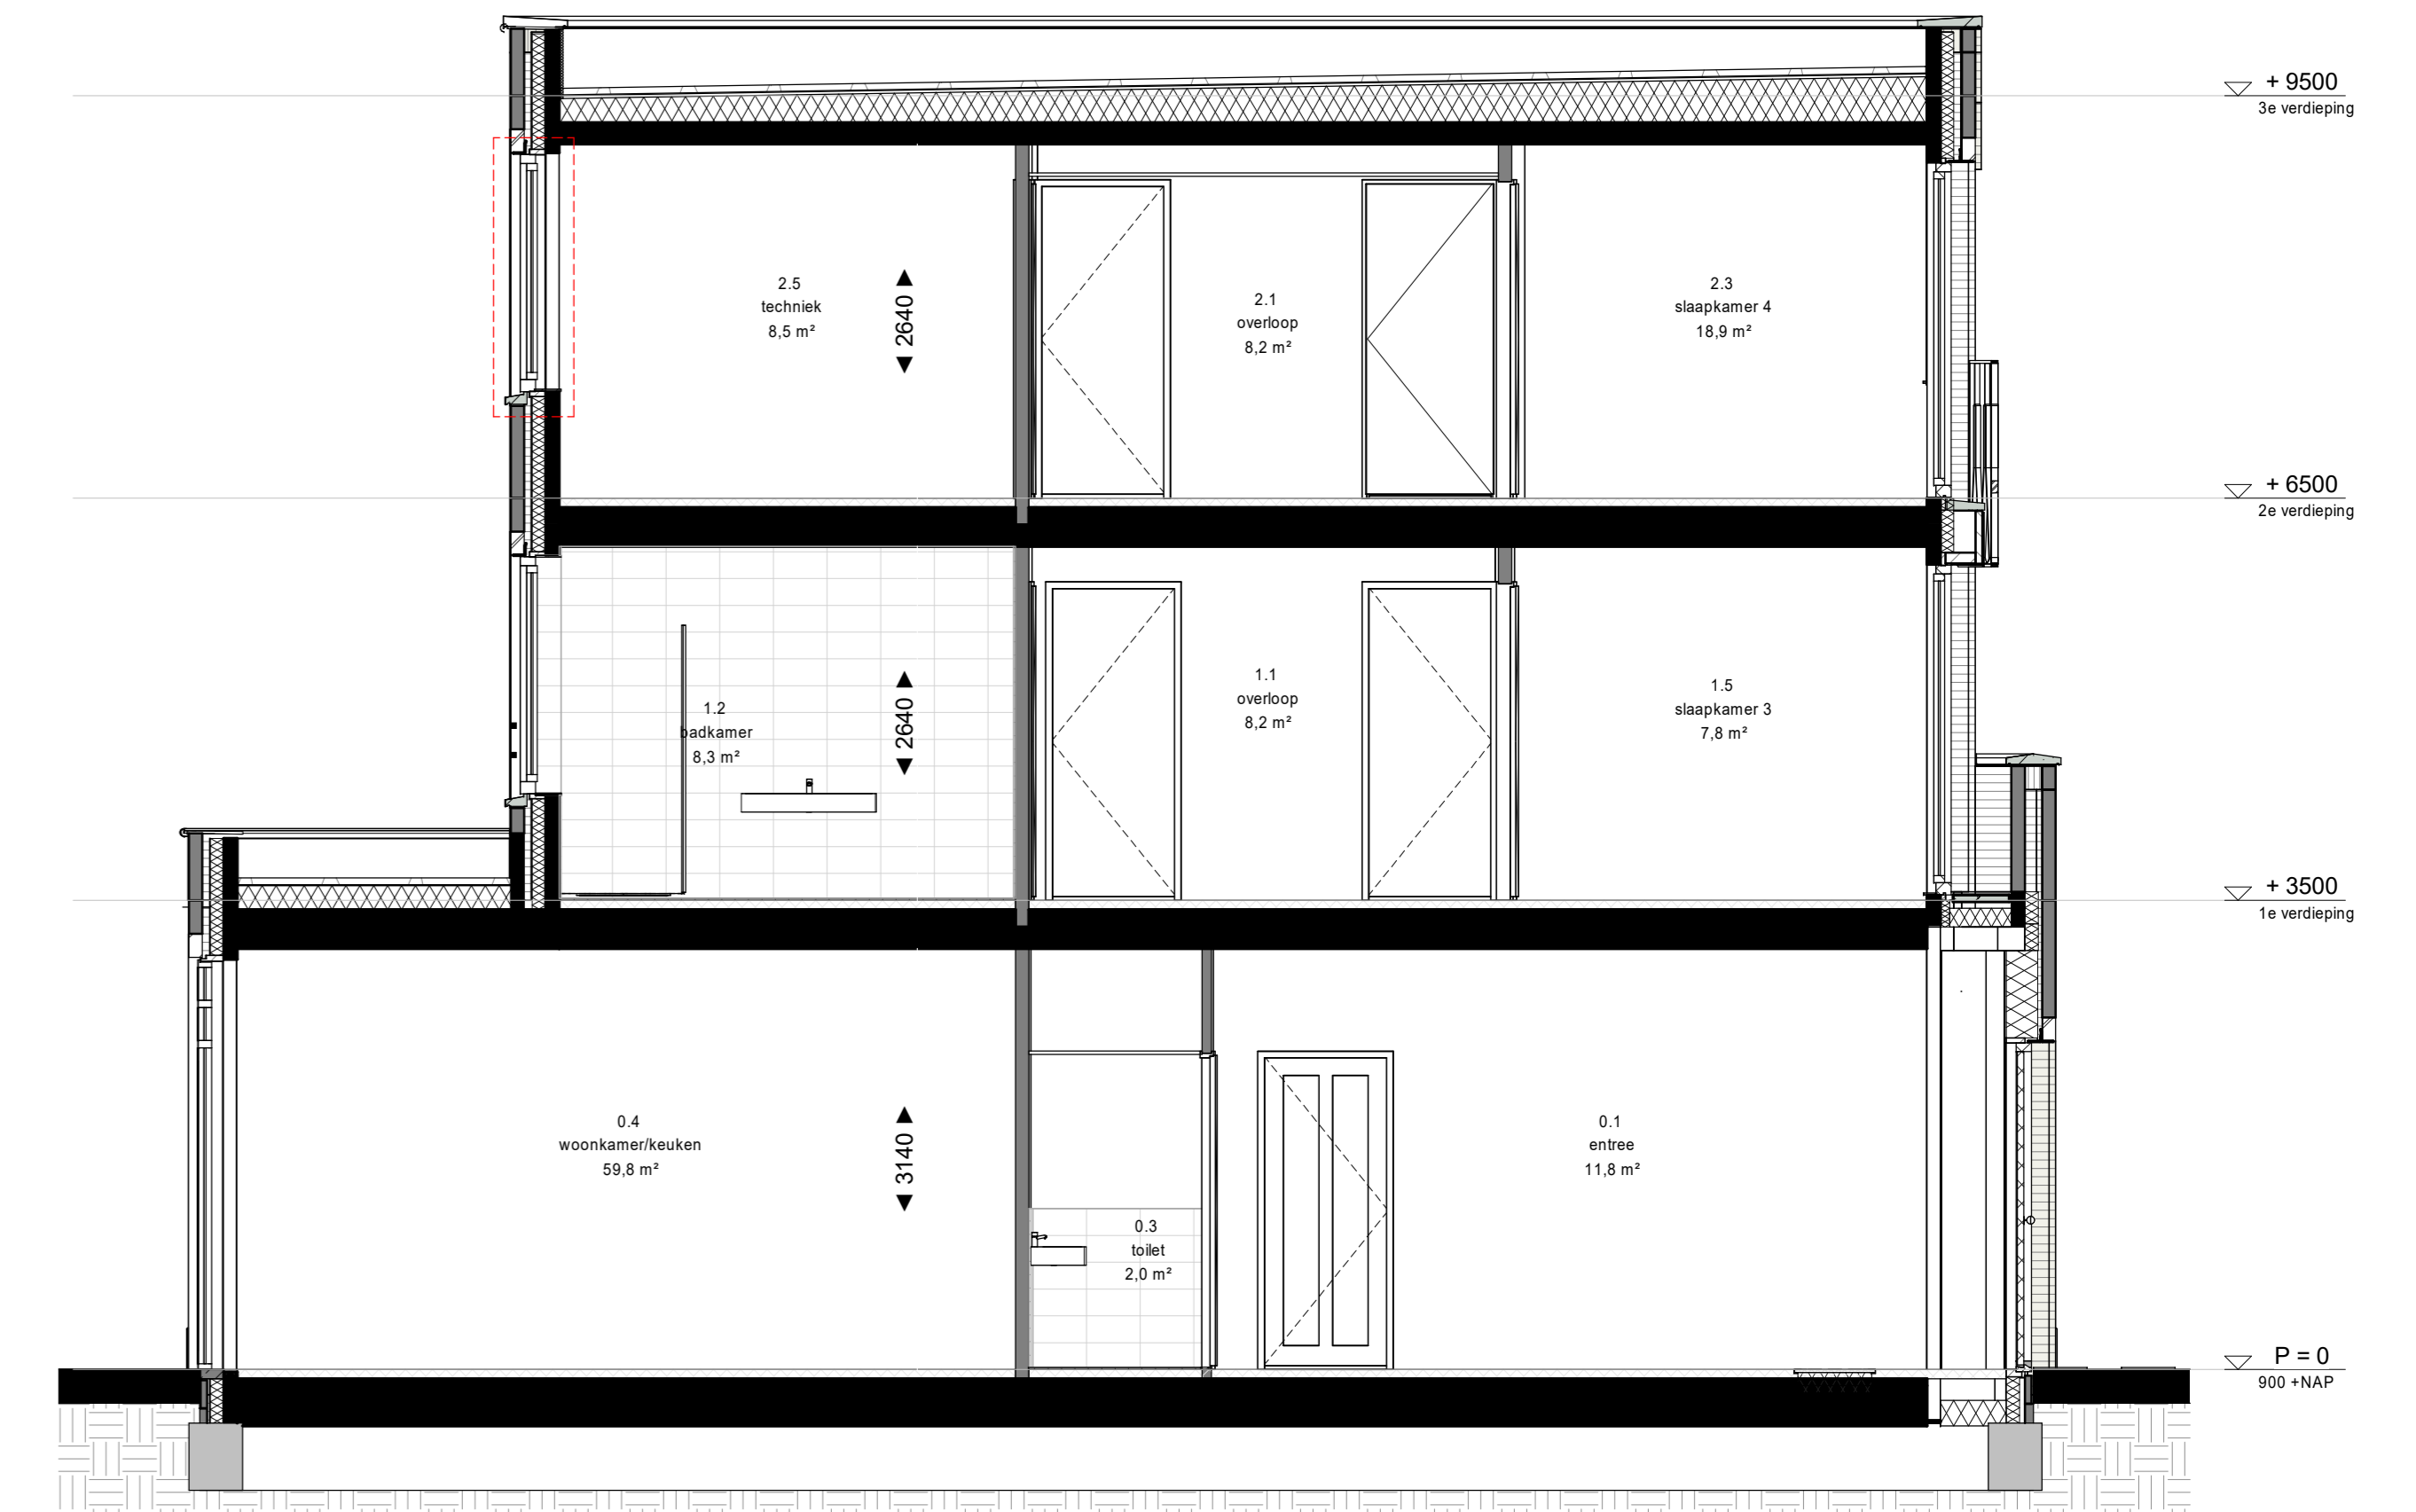 + 9500
3e verdieping
2.5
techniek
8,5 m²
2640
2.1
overloop
8,2 m²
2.3
slaapkamer 4
18,9 m²
+ 6500
2e verdieping
1.2
badkamer
8,3 m²
2640
1.1
overloop
8,2 m²
1.5
slaapkamer 3
7,8 m²
+ 3500
1e verdieping
0.4
woonkamer/keuken
59,8 m²
3140
0.3
toilet
2,0 m²
0.1
entree
11,8 m²
P = 0
900 +NAP